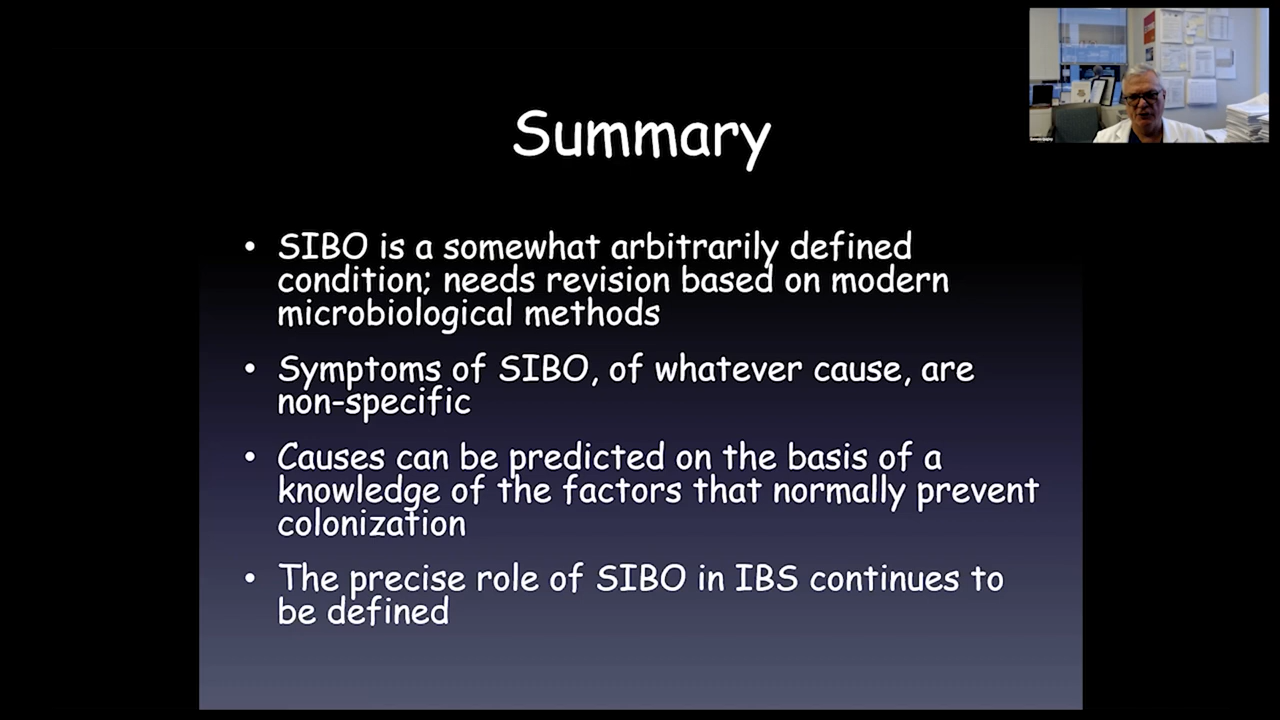 Summary
• SIBO is a somewhat arbitrarily defined
condition; needs revision based on modern
microbiological methods
• Symptoms of SIBO, of whatever cause, are
non-specific
• Causes can be predicted on the basis of a
knowledge of the factors that normally prevent
colonization
• The precise role of SIBO in IBS continues to
be defined